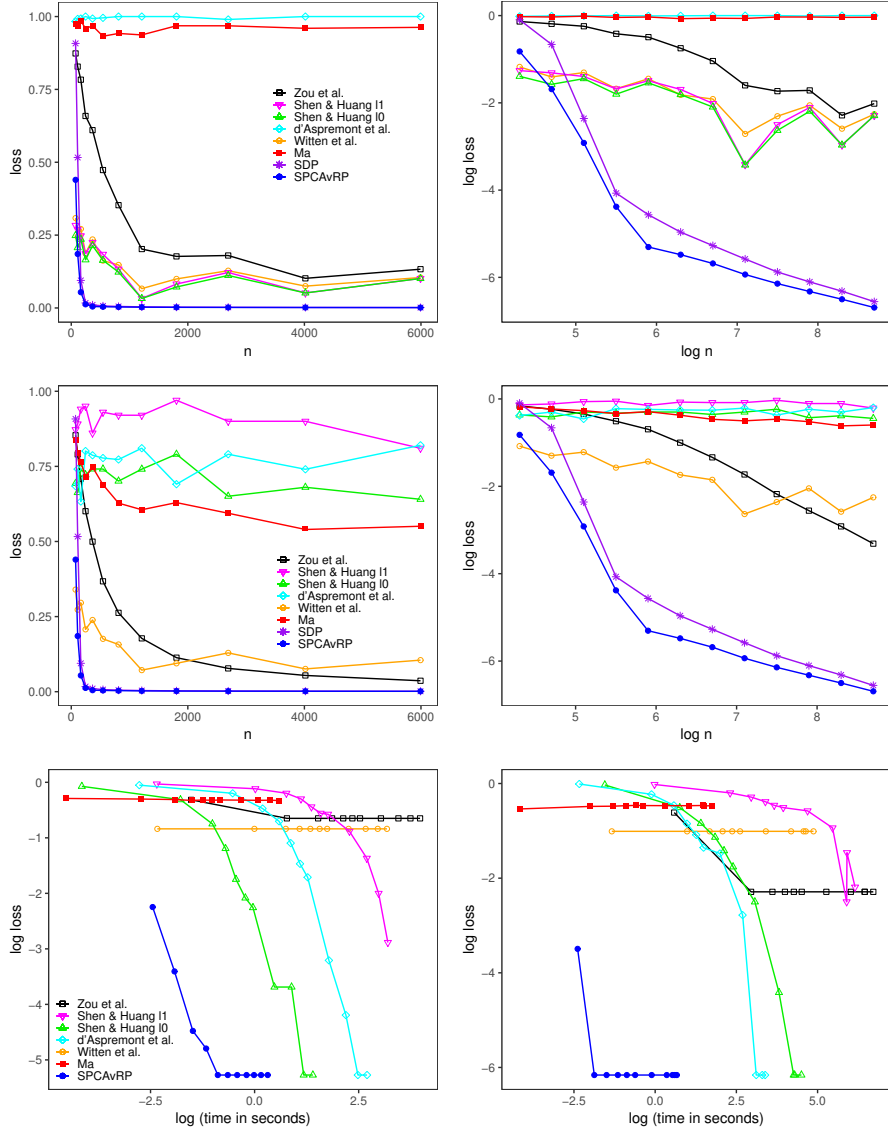 1.00
0.75
0.50
0.25
0.00
loss
0
2000
4000
6000
n
Zou et al.
Shen & Huang l1
Shen & Huang l0
d'Aspremont et al.
Witten et al.
Ma
SDP
SPCAvRP
0
−2
−4
−6
log loss
5
6
7
8
log n
1.00
0.75
0.50
0.25
0.00
loss
0
2000
4000
6000
n
Zou et al.
Shen & Huang l1
Shen & Huang l0
d'Aspremont et al.
Witten et al.
Ma
SDP
SPCAvRP
0
−2
−4
−6
log loss
5
6
7
8
log n
0
−1
−2
−3
−4
−5
log loss
−2.5
0.0
2.5
log (time in seconds)
Zou et al.
Shen & Huang l1
Shen & Huang l0
d'Aspremont et al.
Witten et al.
Ma
SPCAvRP
0
−2
−4
−6
log loss
−2.5
0.0
2.5
5.0
log (time in seconds)